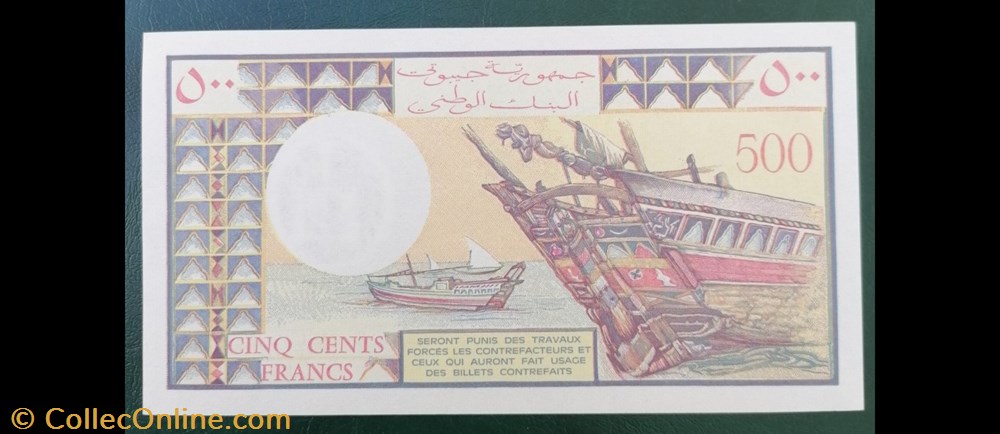 ٥٠٠
جمهورية جيبوتي
٥٠٠
البنك الوطني
500
CINQ CENTS
FRANCS
SERONT PUNIS DES TRAVAUX
FORCÉS LES CONTREFACTEURS ET
CEUX QUI AURONT FAIT USAGE
DES BILLETS CONTREFAITS
© CollecOnline.com